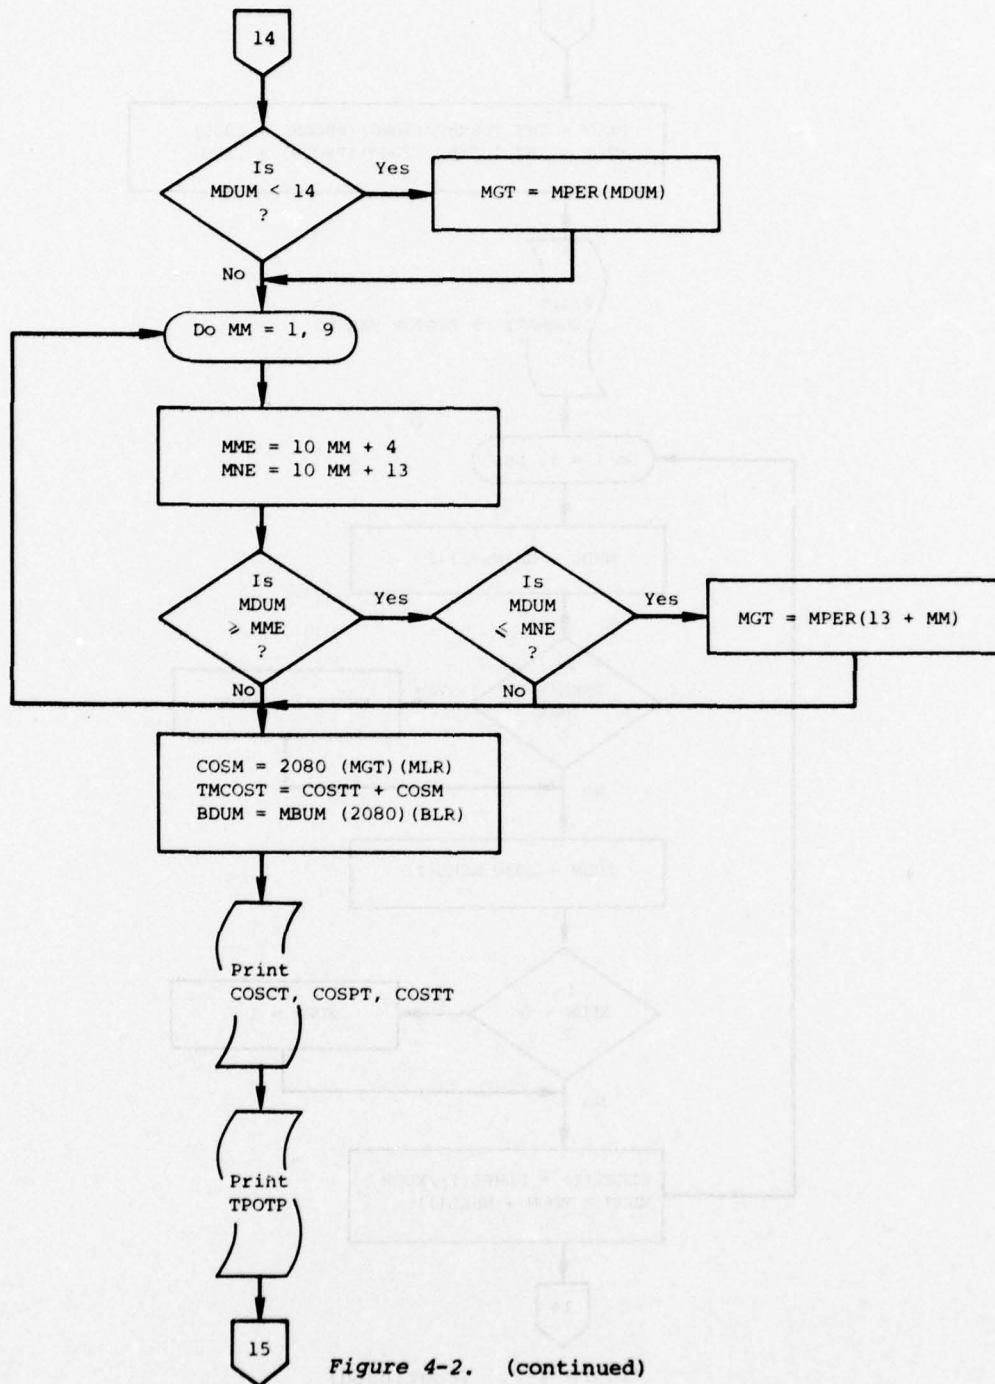 14
Is
MDUM < 14
?
Yes
MGT = MPER(MDUM)
No
Do MM = 1, 9
MME = 10 MM + 4
MNE = 10 MM + 13
Is
MDUM
⩾ MME
?
Yes
Is
MDUM
⩽ MNE
?
Yes
MGT = MPER(13 + MM)
No
No
COSM = 2080 (MGT)(MLR)
TMCOST = COSTT + COSM
BDUM = MBUM (2080)(BLR)
Print
COSCT, COSPT, COSTT
Print
TPOTP
15
Figure 4-2. (continued)